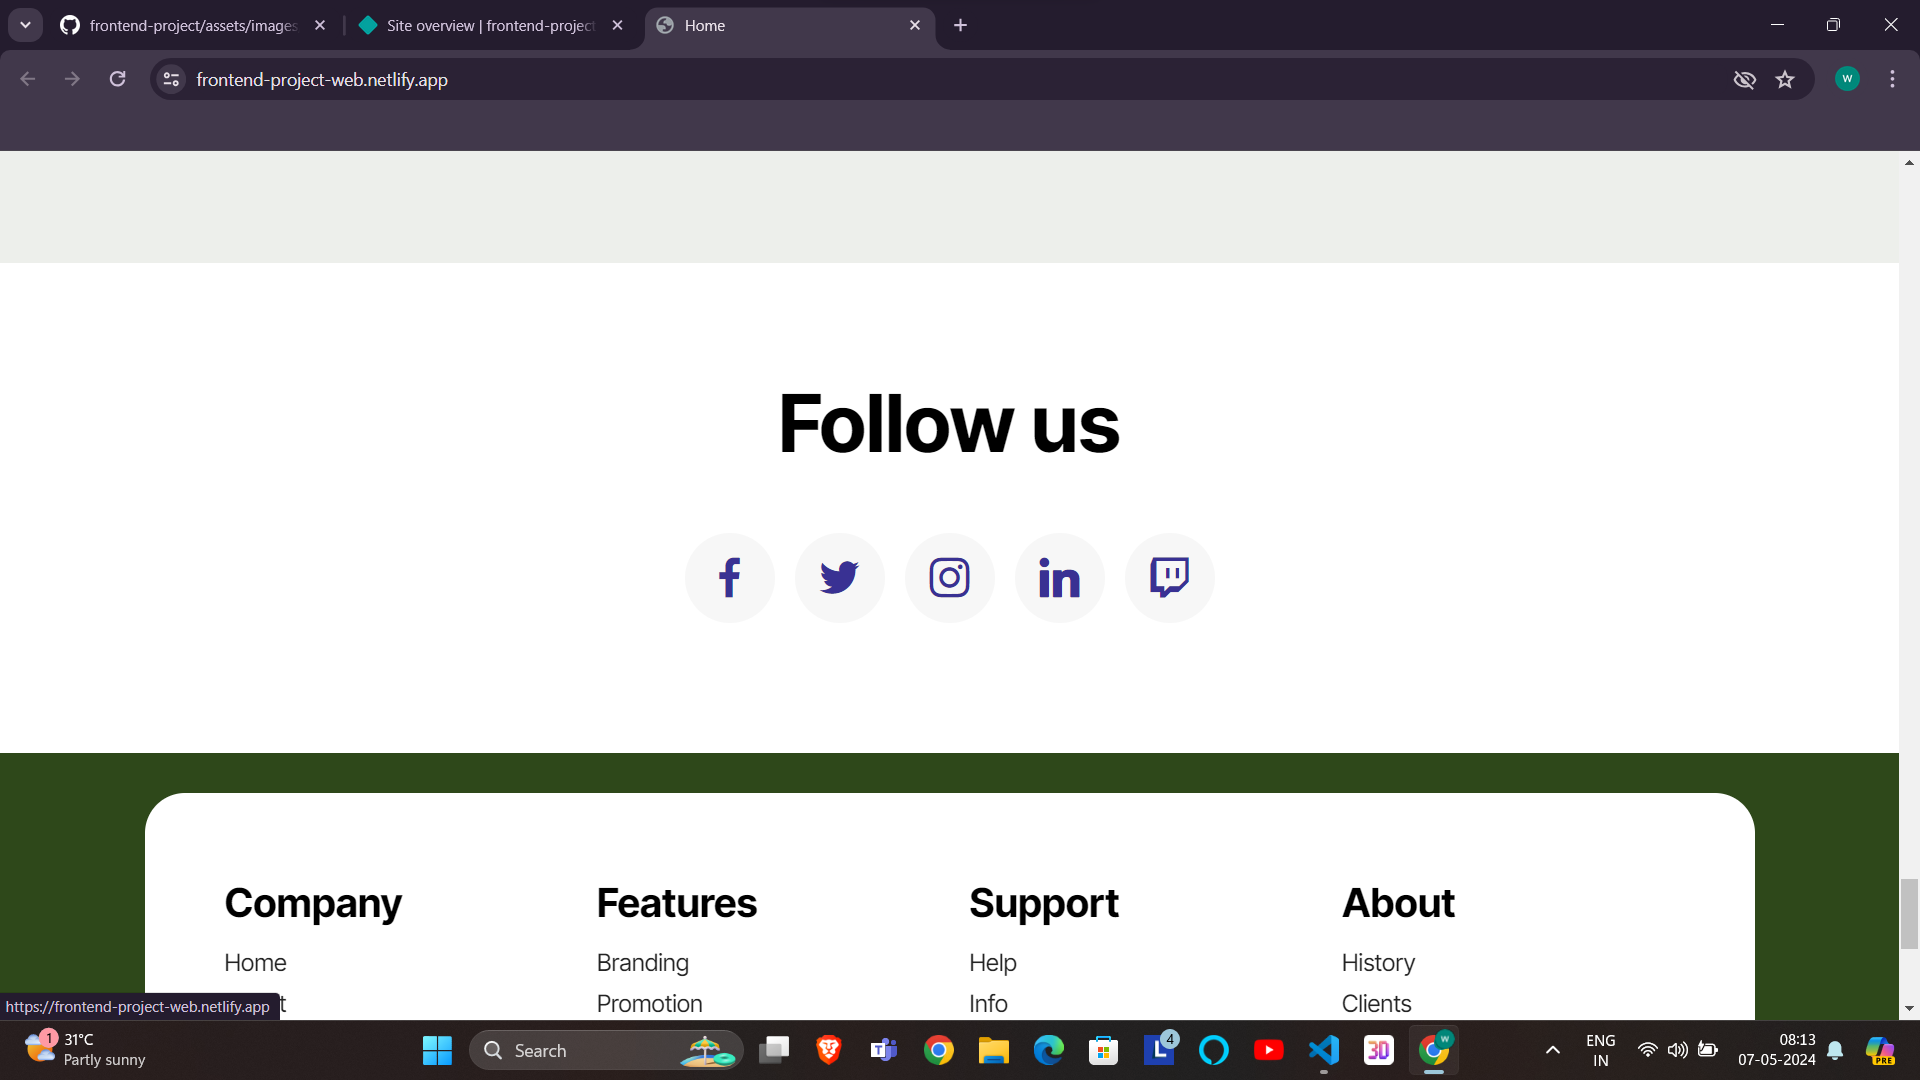 frontend-project/assets/images
Site overview | frontend-project
Home
frontend-project-web.netlify.app
W
Follow us
Company
Features
Support
About
Home
Branding
Help
History
t
Promotion
Info
Clients
https://frontend-project-web.netlify.app
1
31°C
Partly sunny
Search
T
L
4
3D
W
ENG
IN
08:13
07-05-2024
PRE